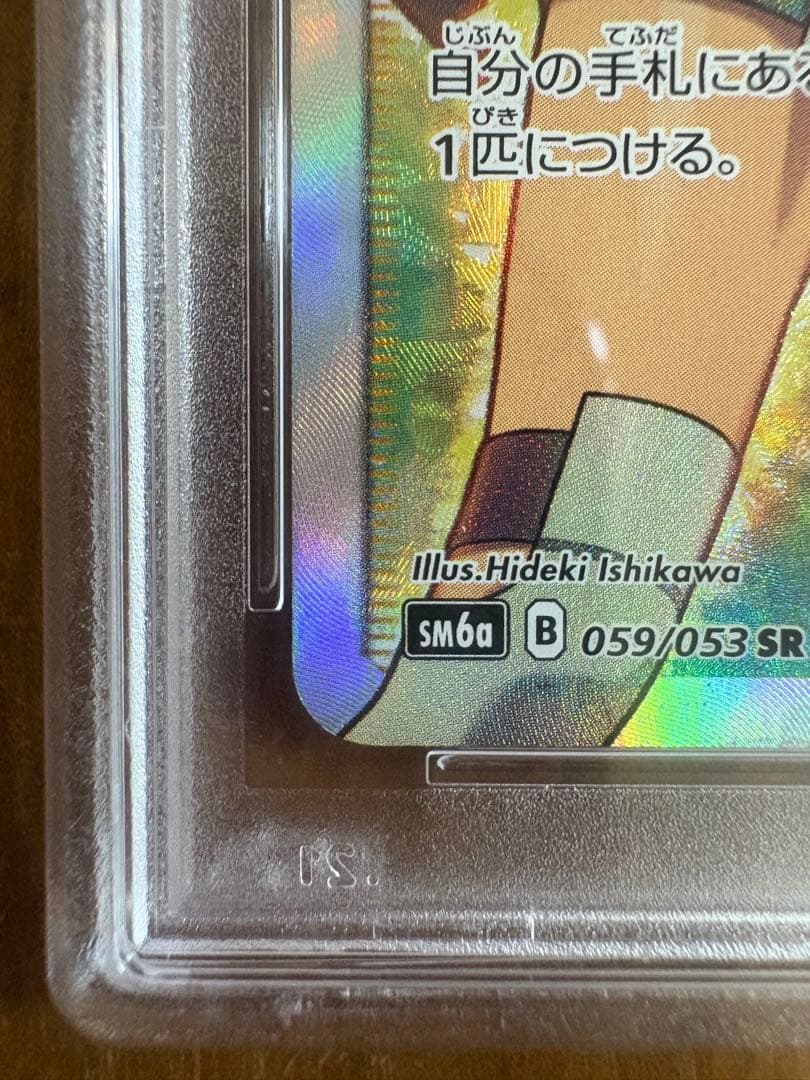 じぶん てふだ
自分の手札にある
ぴき
1匹につける。
Illus.Hideki Ishikawa
SM6a B 059/053 SR